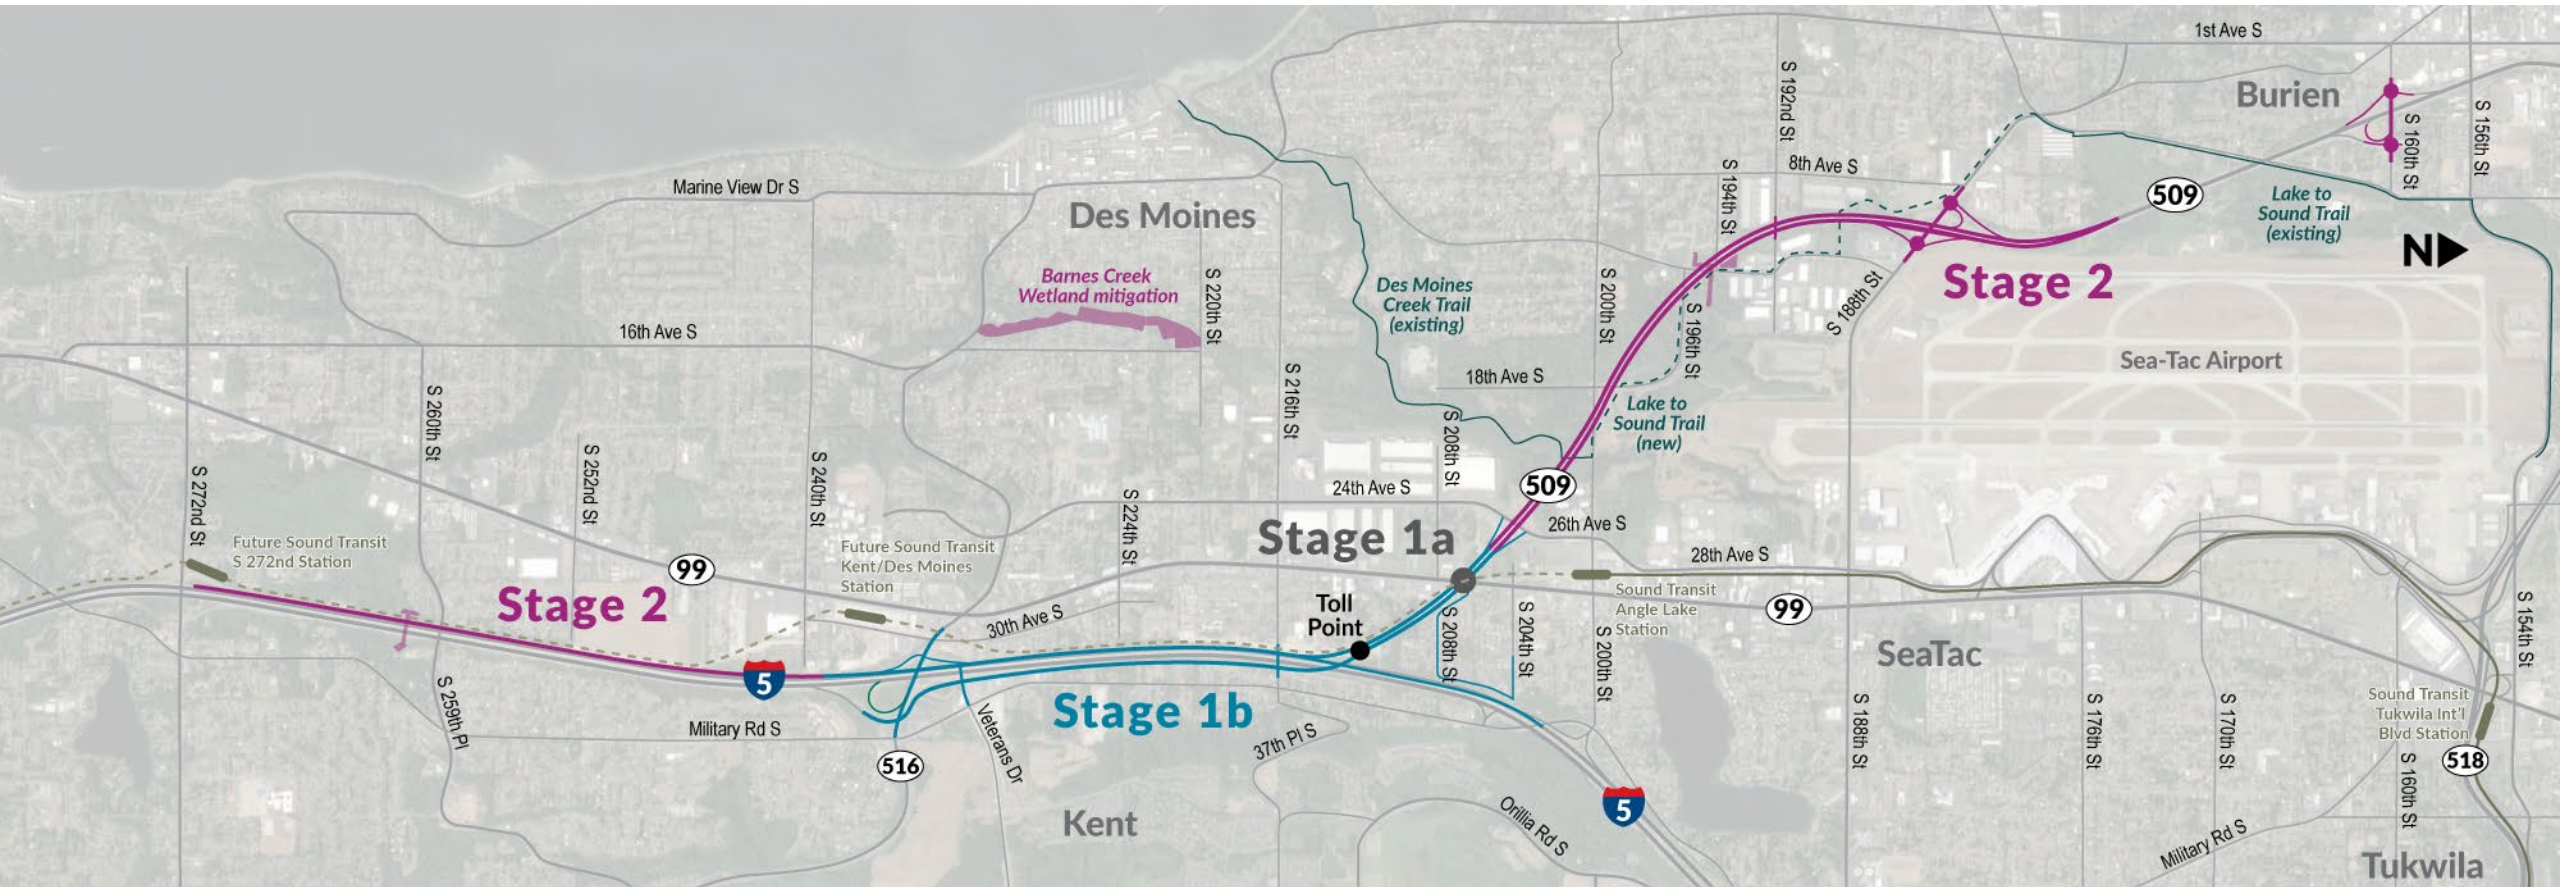 1st Ave S
Burien
S 192nd St
S 156th St
S 160th St
8th Ave S
S 194th St
Marine View Dr S
509
Lake to
Sound Trail
(existing)
Des Moines
N
Barnes Creek
Wetland mitigation
S 220th St
Des Moines
Creek Trail
(existing)
S 200th St
S 188th St
Stage 2
16th Ave S
S 196th St
Sea-Tac Airport
S 260th St
S 216th St
18th Ave S
Lake to
Sound Trail
(new)
S 208th St
S 272nd St
S 252nd St
S 240th St
S 224th St
24th Ave S
509
26th Ave S
Stage 1a
28th Ave S
Future Sound Transit
S 272nd Station
Future Sound Transit
Kent/Des Moines
Station
99
Stage 2
30th Ave S
Toll
Point
S 208th St
S 204th St
Sound Transit
Angle Lake
Station
S 200th St
99
SeaTac
S 154th St
5
S 259th Pl
Military Rd S
Stage 1b
Veterans Dr
37th Pl S
516
S 188th St
S 176th St
S 170th St
Sound Transit
Tukwila Int'l
Blvd Station
518
S 160th St
Kent
5
Orillia Rd S
Military Rd S
Tukwila